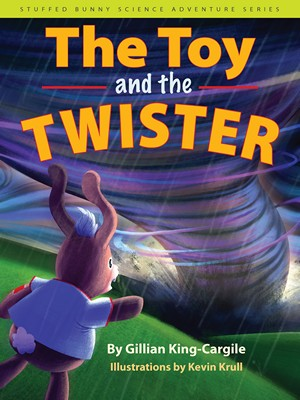 STUFFED BUNNY SCIENCE ADVENTURE SERIES
The Toy
and the
TWISTER
By Gillian King-Cargile
Illustrations by Kevin Krull